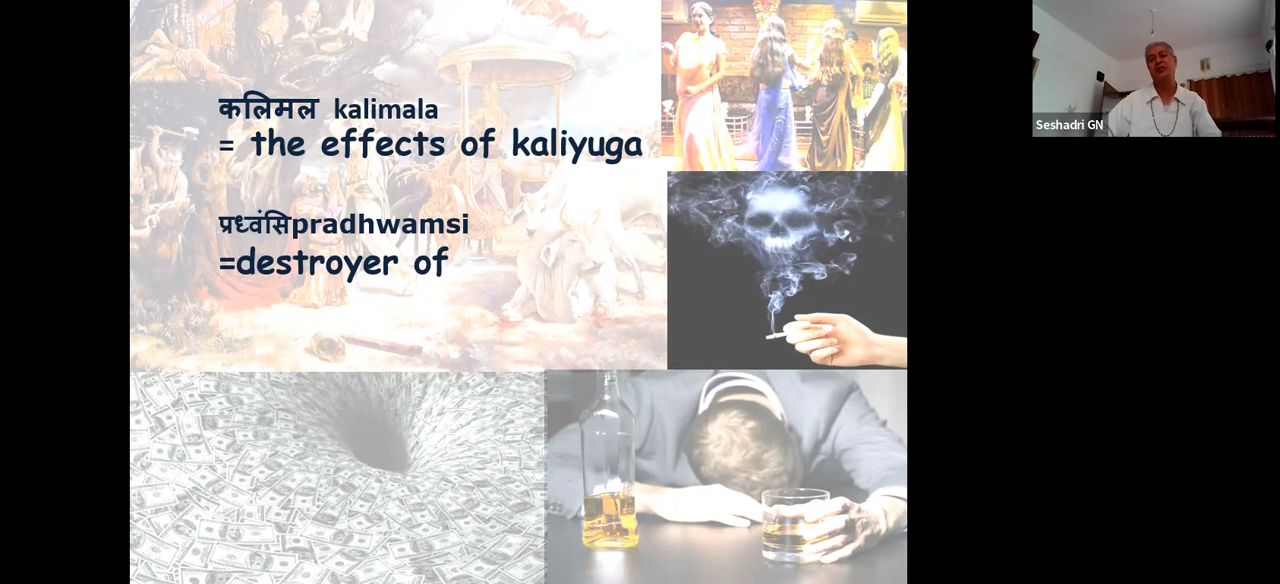 कलिमल kalimala
= the effects of kaliyuga
प्रध्वंसिpradhwamsi
=destroyer of
Seshadri GN